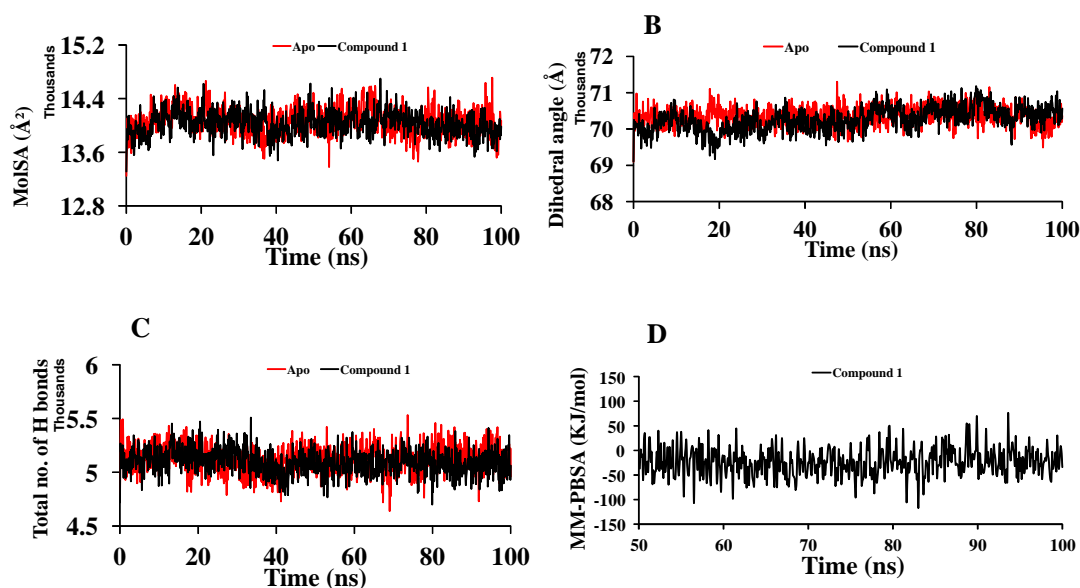 15.2
14.4
13.6
12.8
Thousands
MolSA (Å²)
Apo
Compound 1
0
20
40
60
80
100
Time (ns)
B
72
71
70
69
68
Thousands
Dihedral angle (Å)
0
Apo
Compound 1
0
20
40
60
80
100
Time (ns)
C
6
5.5
5
4.5
Thousands
Total no. of H bonds
Apo
Compound 1
0
20
40
60
80
100
Time (ns)
D
150
100
50
0
-50
-100
-150
MM-PBSA (KJ/mol)
Compound 1
50
60
70
80
90
100
Time (ns)